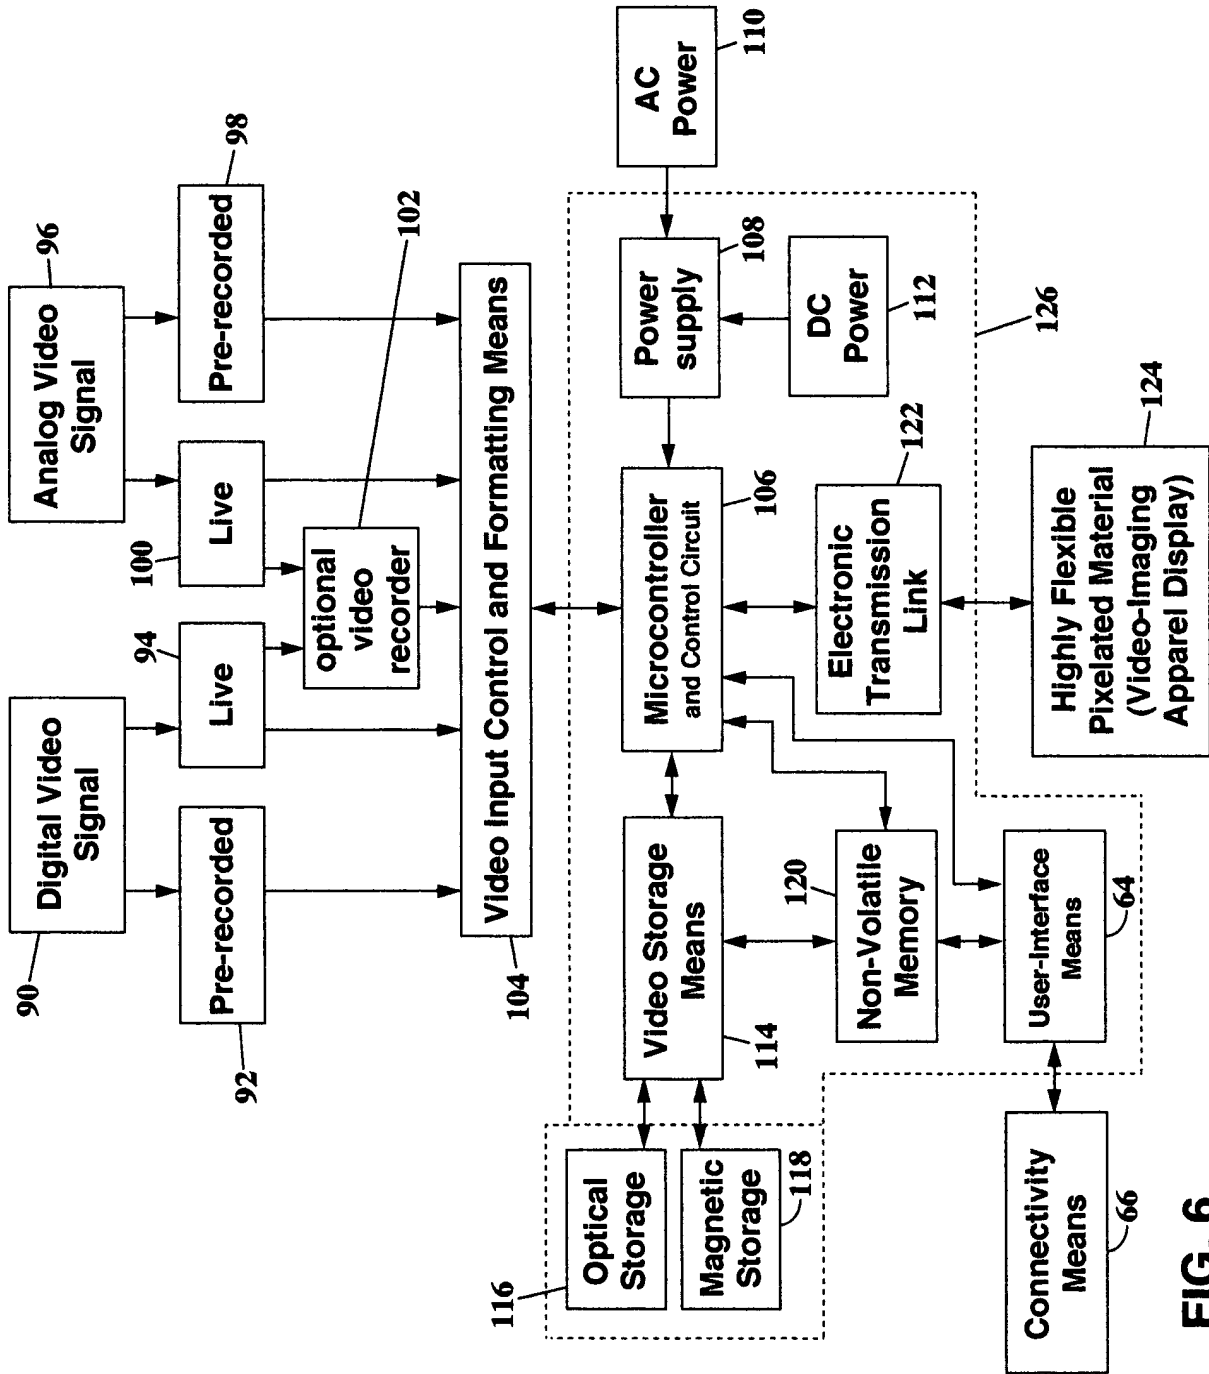 Digital Video
Signal
90
Analog Video
Signal
96
Pre-recorded
92
Live
94
Live
100
Pre-recorded
98
optional
video
recorder
102
Video Input Control and Formatting Means
104
Optical
Storage
116
Magnetic
Storage
118
Video Storage
Means
114
Microcontroller
and Control Circuit
106
Power
supply
108
AC
Power
110
DC
Power
112
Non-Volatile
Memory
120
Electronic
Transmission
Link
122
126
Connectivity
Means
66
User-Interface
Means
64
Highly Flexible
Pixelated Material
(Video-Imaging
Apparel Display)
124
FIG. 6